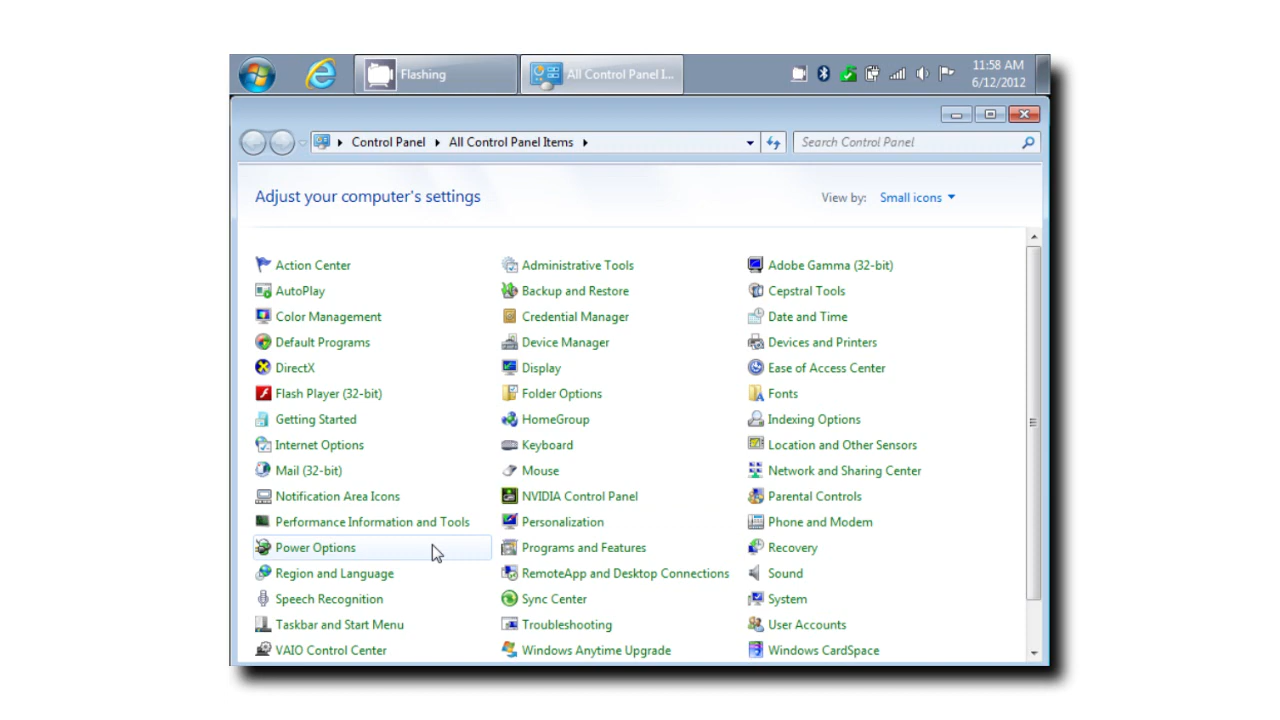 Flashing
All Control Panel I...
11:58 AM
6/12/2012
Control Panel
All Control Panel Items
Search Control Panel
Adjust your computer's settings
View by: Small icons
Action Center
Administrative Tools
Adobe Gamma (32-bit)
AutoPlay
Backup and Restore
Cepstral Tools
Color Management
Credential Manager
Date and Time
Default Programs
Device Manager
Devices and Printers
DirectX
Display
Ease of Access Center
Flash Player (32-bit)
Folder Options
Fonts
Getting Started
HomeGroup
Indexing Options
Internet Options
Keyboard
Location and Other Sensors
Mail (32-bit)
Mouse
Network and Sharing Center
Notification Area Icons
NVIDIA Control Panel
Parental Controls
Performance Information and Tools
Personalization
Phone and Modem
Power Options
Programs and Features
Recovery
Region and Language
RemoteApp and Desktop Connections
Sound
Speech Recognition
Sync Center
System
Taskbar and Start Menu
Troubleshooting
User Accounts
VAIO Control Center
Windows Anytime Upgrade
Windows CardSpace